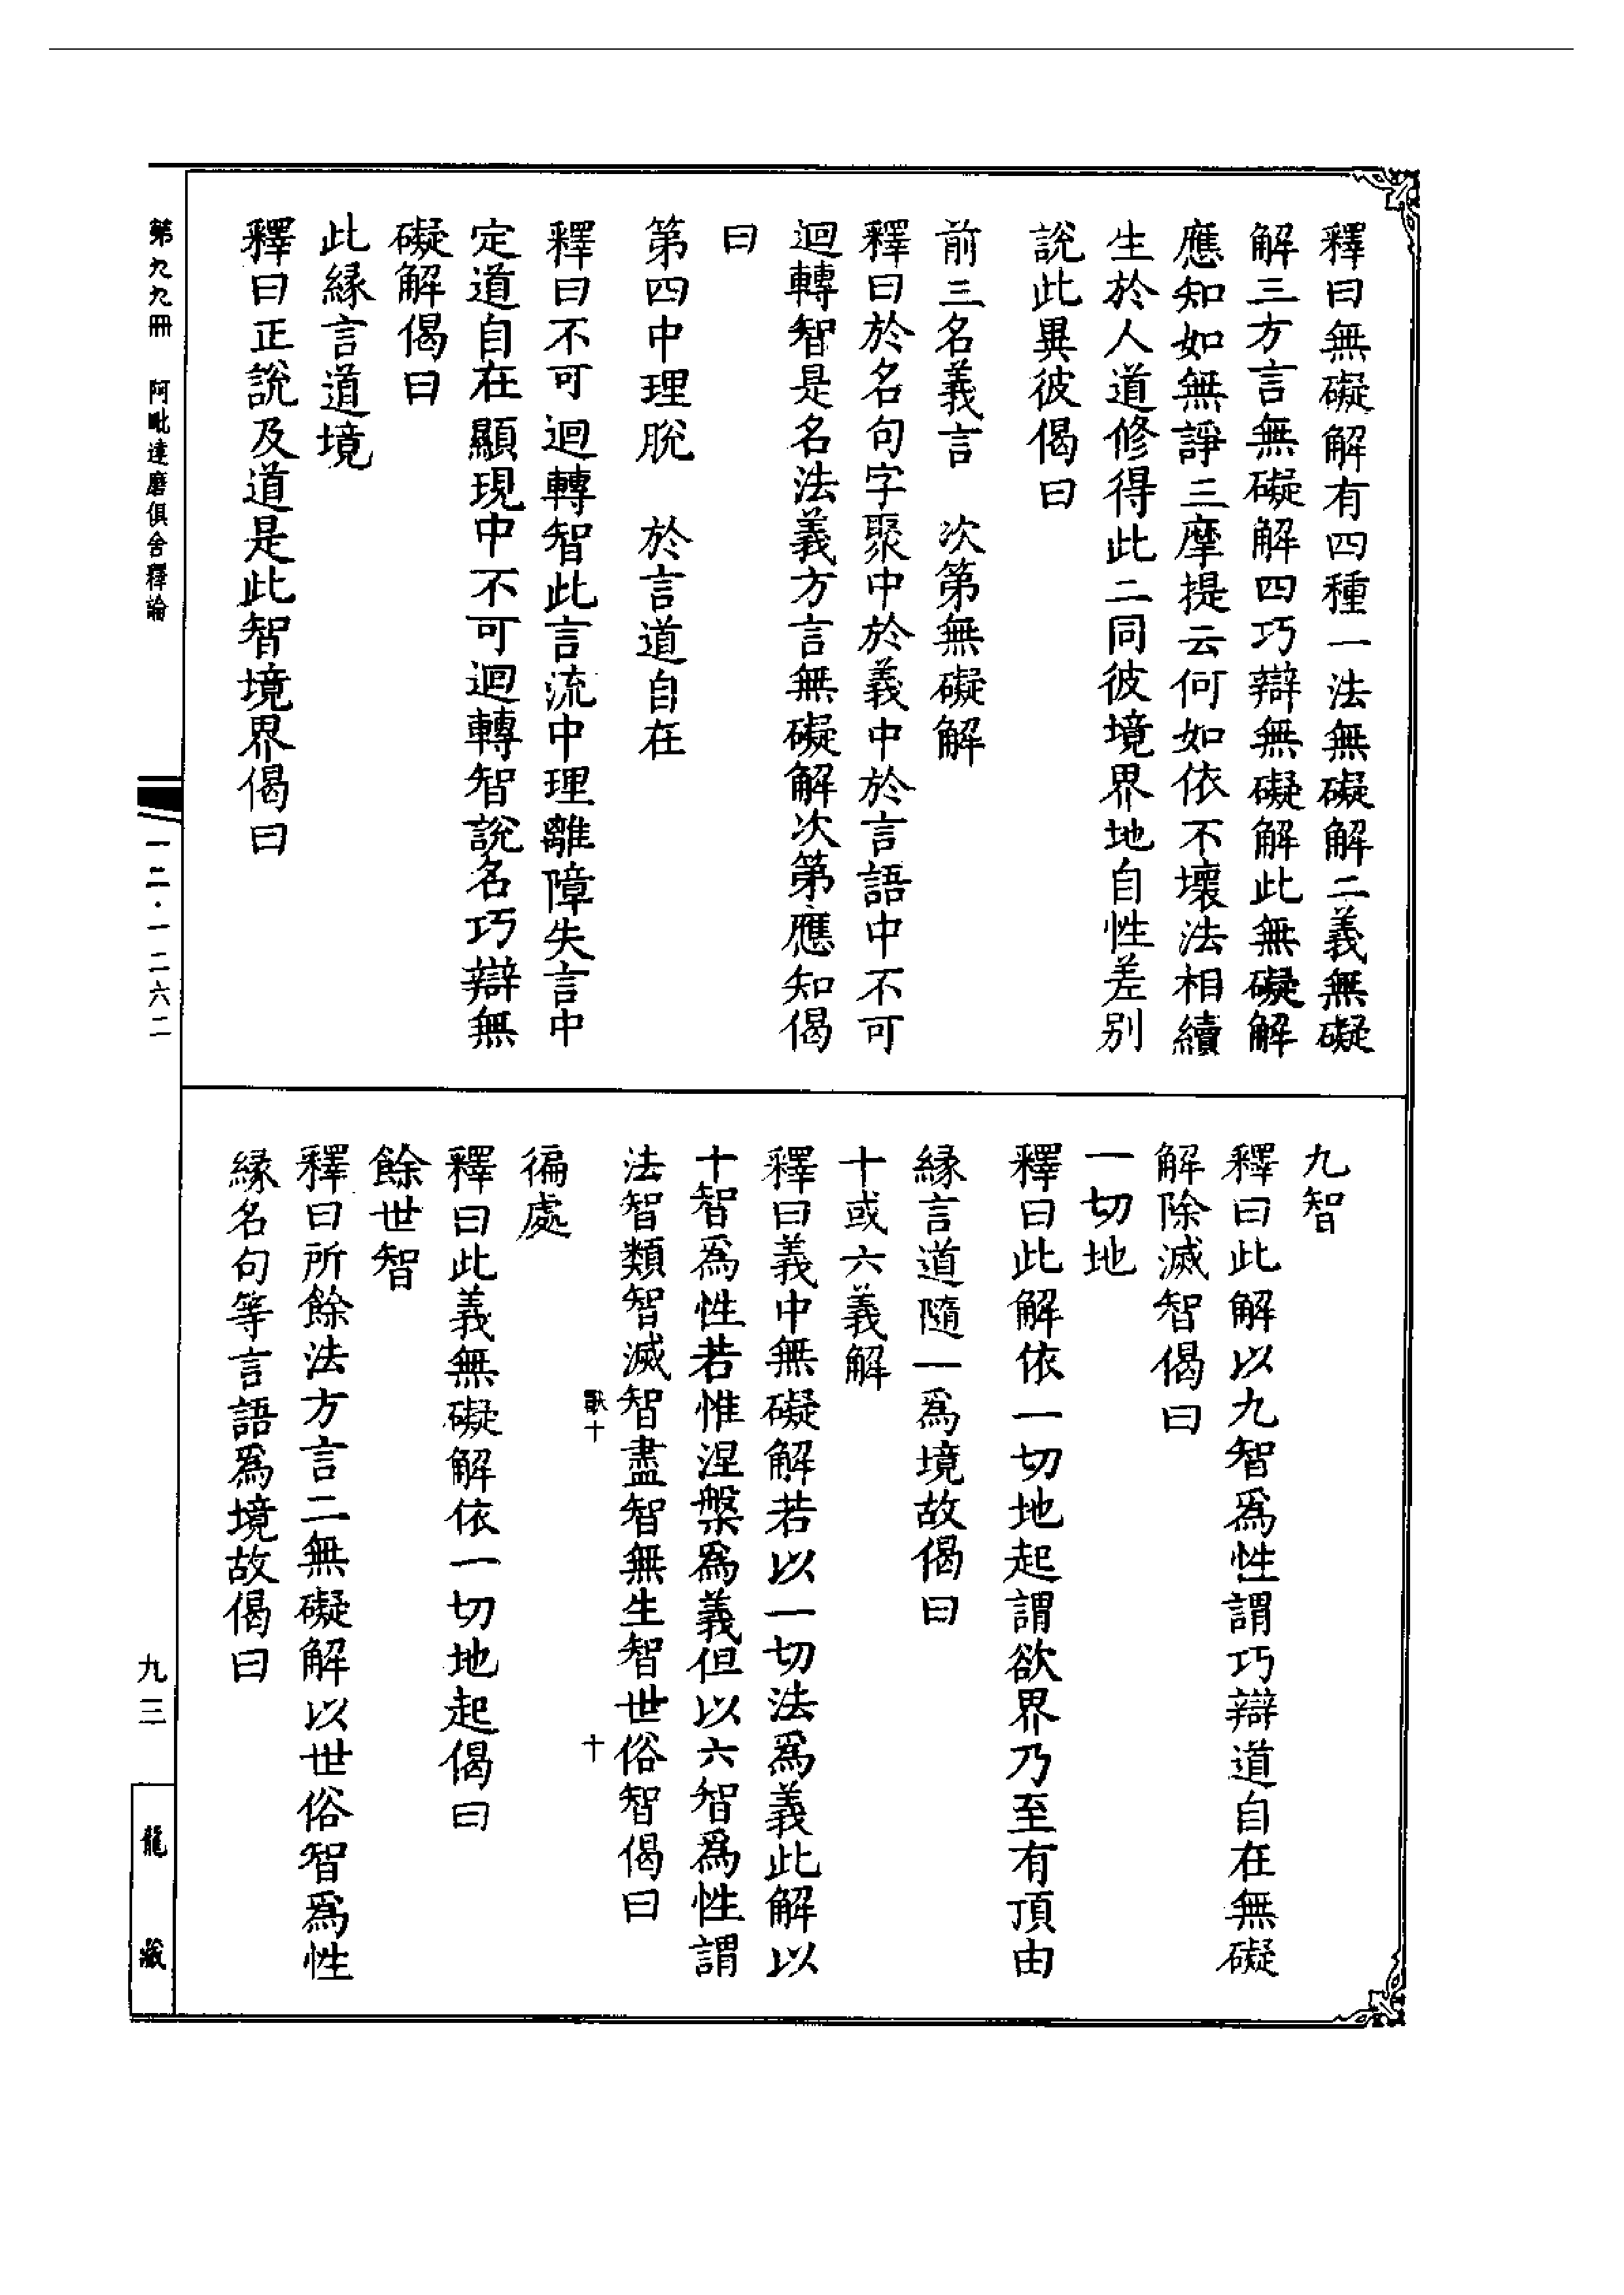 釋曰無礙解有四種一法無礙解二義無礙
解三方言無礙解四巧辯無礙解此無礙解
應知如無諍三摩提云何如依不壞法相續
生於人道修得此二同彼境界地自性差別
說此異彼偈曰
前三名義言　次第無礙解
釋曰於名句字聚中於義中於言語中不可
迴轉智是名法義方言無礙解次第應知偈
曰
第四中理脫　於言道自在
釋曰不可迴轉智此言流中理離障失言中
定道自在顯現中不可迴轉智說名巧辯無
礙解偈曰
此緣言道境
釋曰正說及道是此智境界偈曰
九智
釋曰此解以九智爲性謂巧辯道自在無礙
解除滅智偈曰
一切地
釋曰此解依一切地起謂欲界乃至有頂由
緣言道隨一爲境故偈曰
十或六義解
釋曰義中無礙解若以一切法爲義此解以
十智爲性若惟涅槃爲義但以六智爲性謂
法智類智滅智盡智無生智世俗智偈曰
十
十
徧處
釋曰此義無礙解依一切地起偈曰
餘世智
釋曰所餘法方言二無礙解以世俗智爲性
緣名句等言語爲境故偈曰
第九九冊　阿毗達磨俱舍釋論
一二·一二六二
九三
龍藏